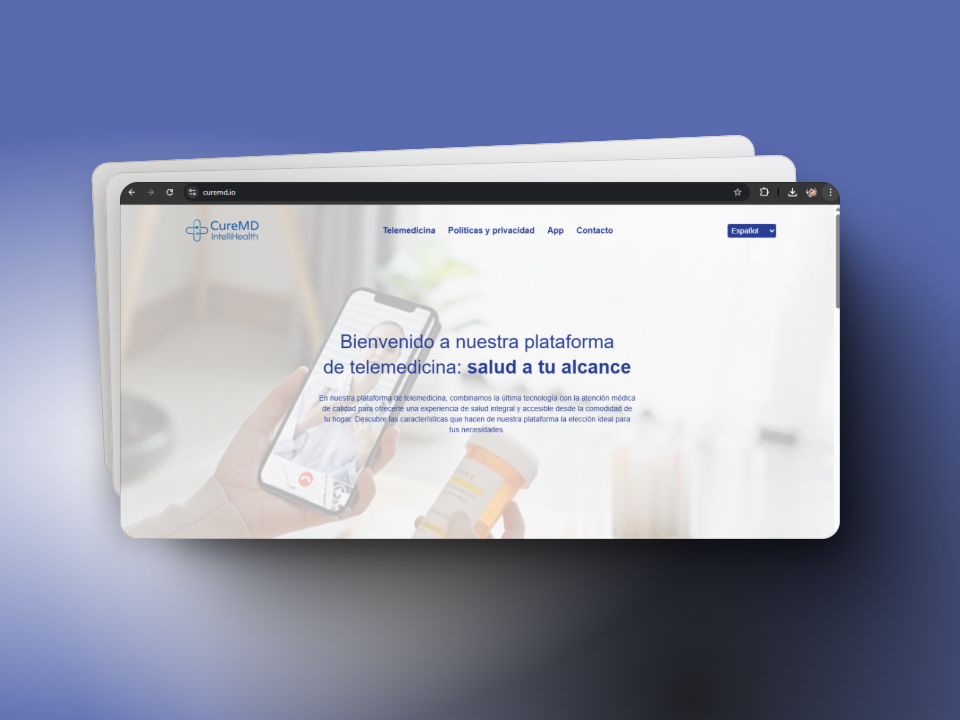 curemd.io
CureMD
IntelliHealth
Telemedicina Políticas y privacidad App Contacto
Español
Bienvenido a nuestra plataforma
de telemedicina: salud a tu alcance
En nuestra plataforma de telemedicina, combinamos la última tecnología con la atención médica
de calidad para ofrecerte una experiencia de salud integral y accesible desde la comodidad de
tu hogar. Descubre las características que hacen de nuestra plataforma la elección ideal para
tus necesidades.